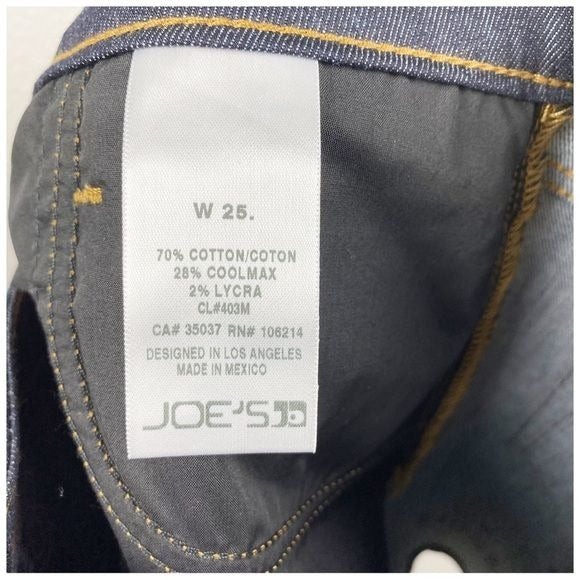 W 25.
70% COTTON/COTON
28% COOLMAX
2% LYCRA
CL#403M
CA# 35037 RN# 106214
DESIGNED IN LOS ANGELES
MADE IN MEXICO
JOE'S